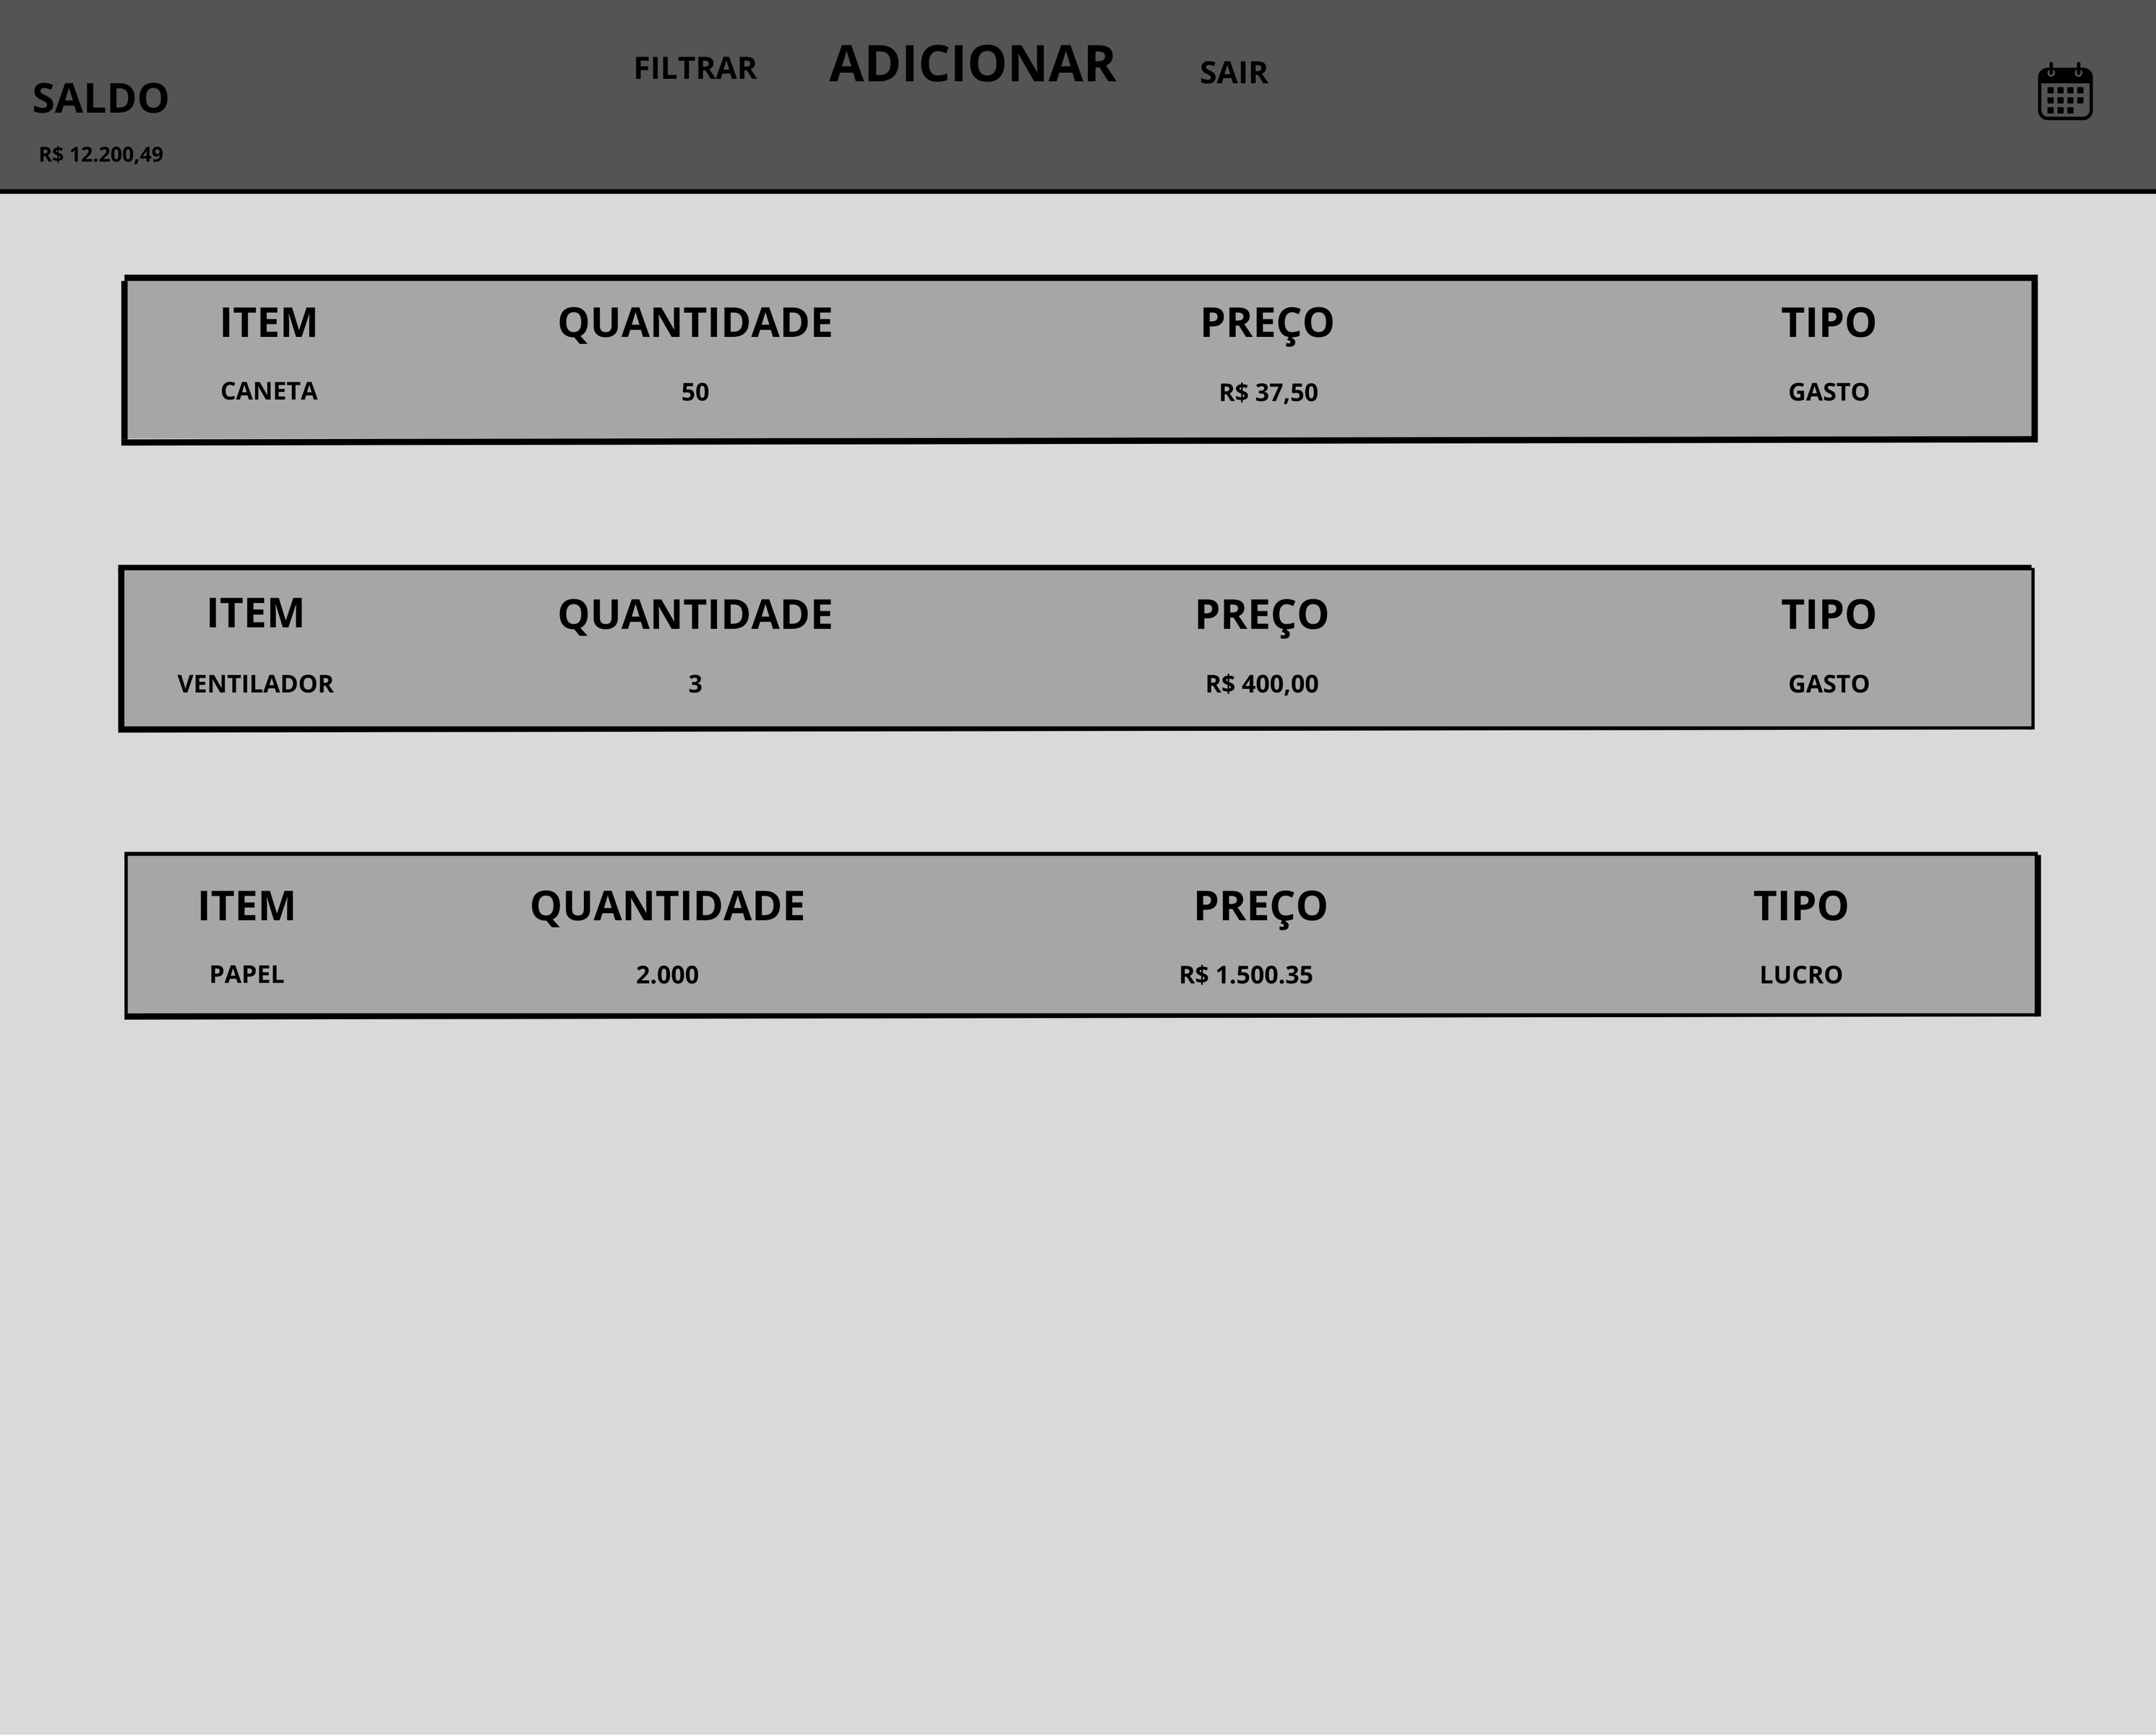 FILTRAR ADICIONAR SAIR
SALDO
R$ 12.200,49
ITEM QUANTIDADE PREÇO TIPO
CANETA 50 R$ 37,50 GASTO
ITEM QUANTIDADE PREÇO TIPO
VENTILADOR 3 R$ 400,00 GASTO
ITEM QUANTIDADE PREÇO TIPO
PAPEL 2.000 R$ 1.500.35 LUCRO